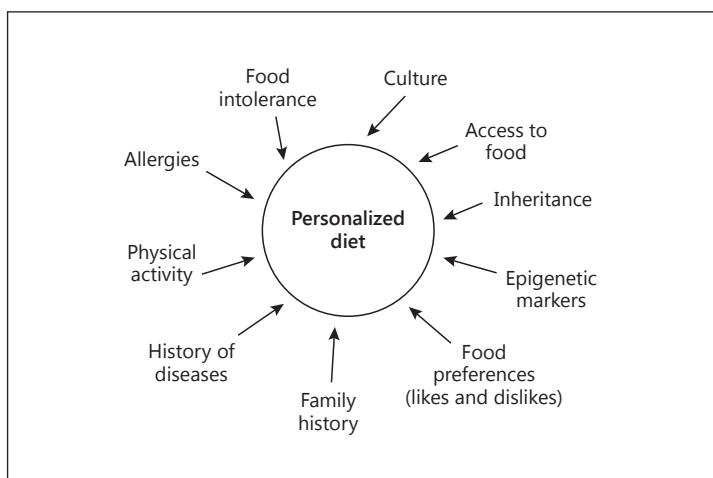 Food
intolerance
Culture
Access to
food
Allergies
Inheritance
Personalized
diet
Physical
activity
Epigenetic
markers
History of
diseases
Food
preferences
(likes and dislikes)
Family
history